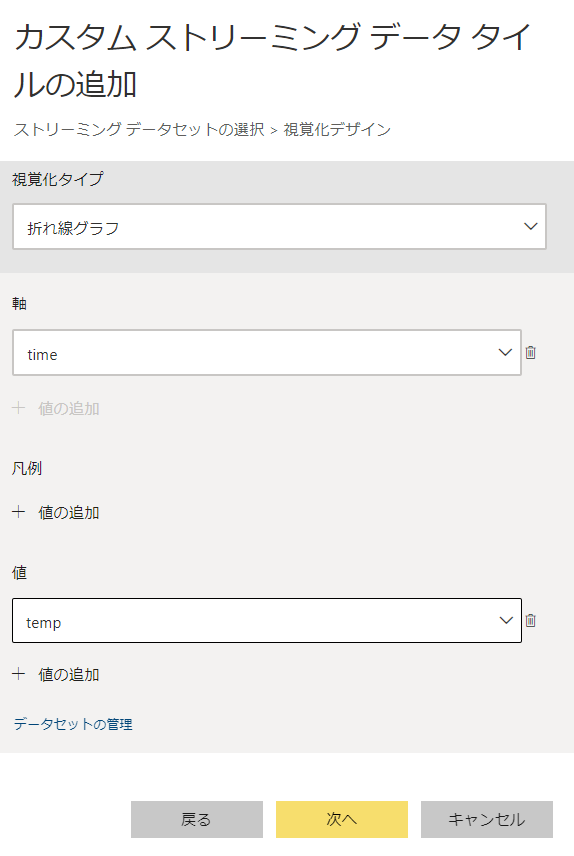 カスタム ストリーミング データ タイ
ルの追加
ストリーミング データセットの選択 > 視覚化デザイン
視覚化タイプ
折れ線グラフ
軸
time
+ 値の追加
凡例
+ 値の追加
値
temp
+ 値の追加
データセットの管理
戻る 次へ キャンセル